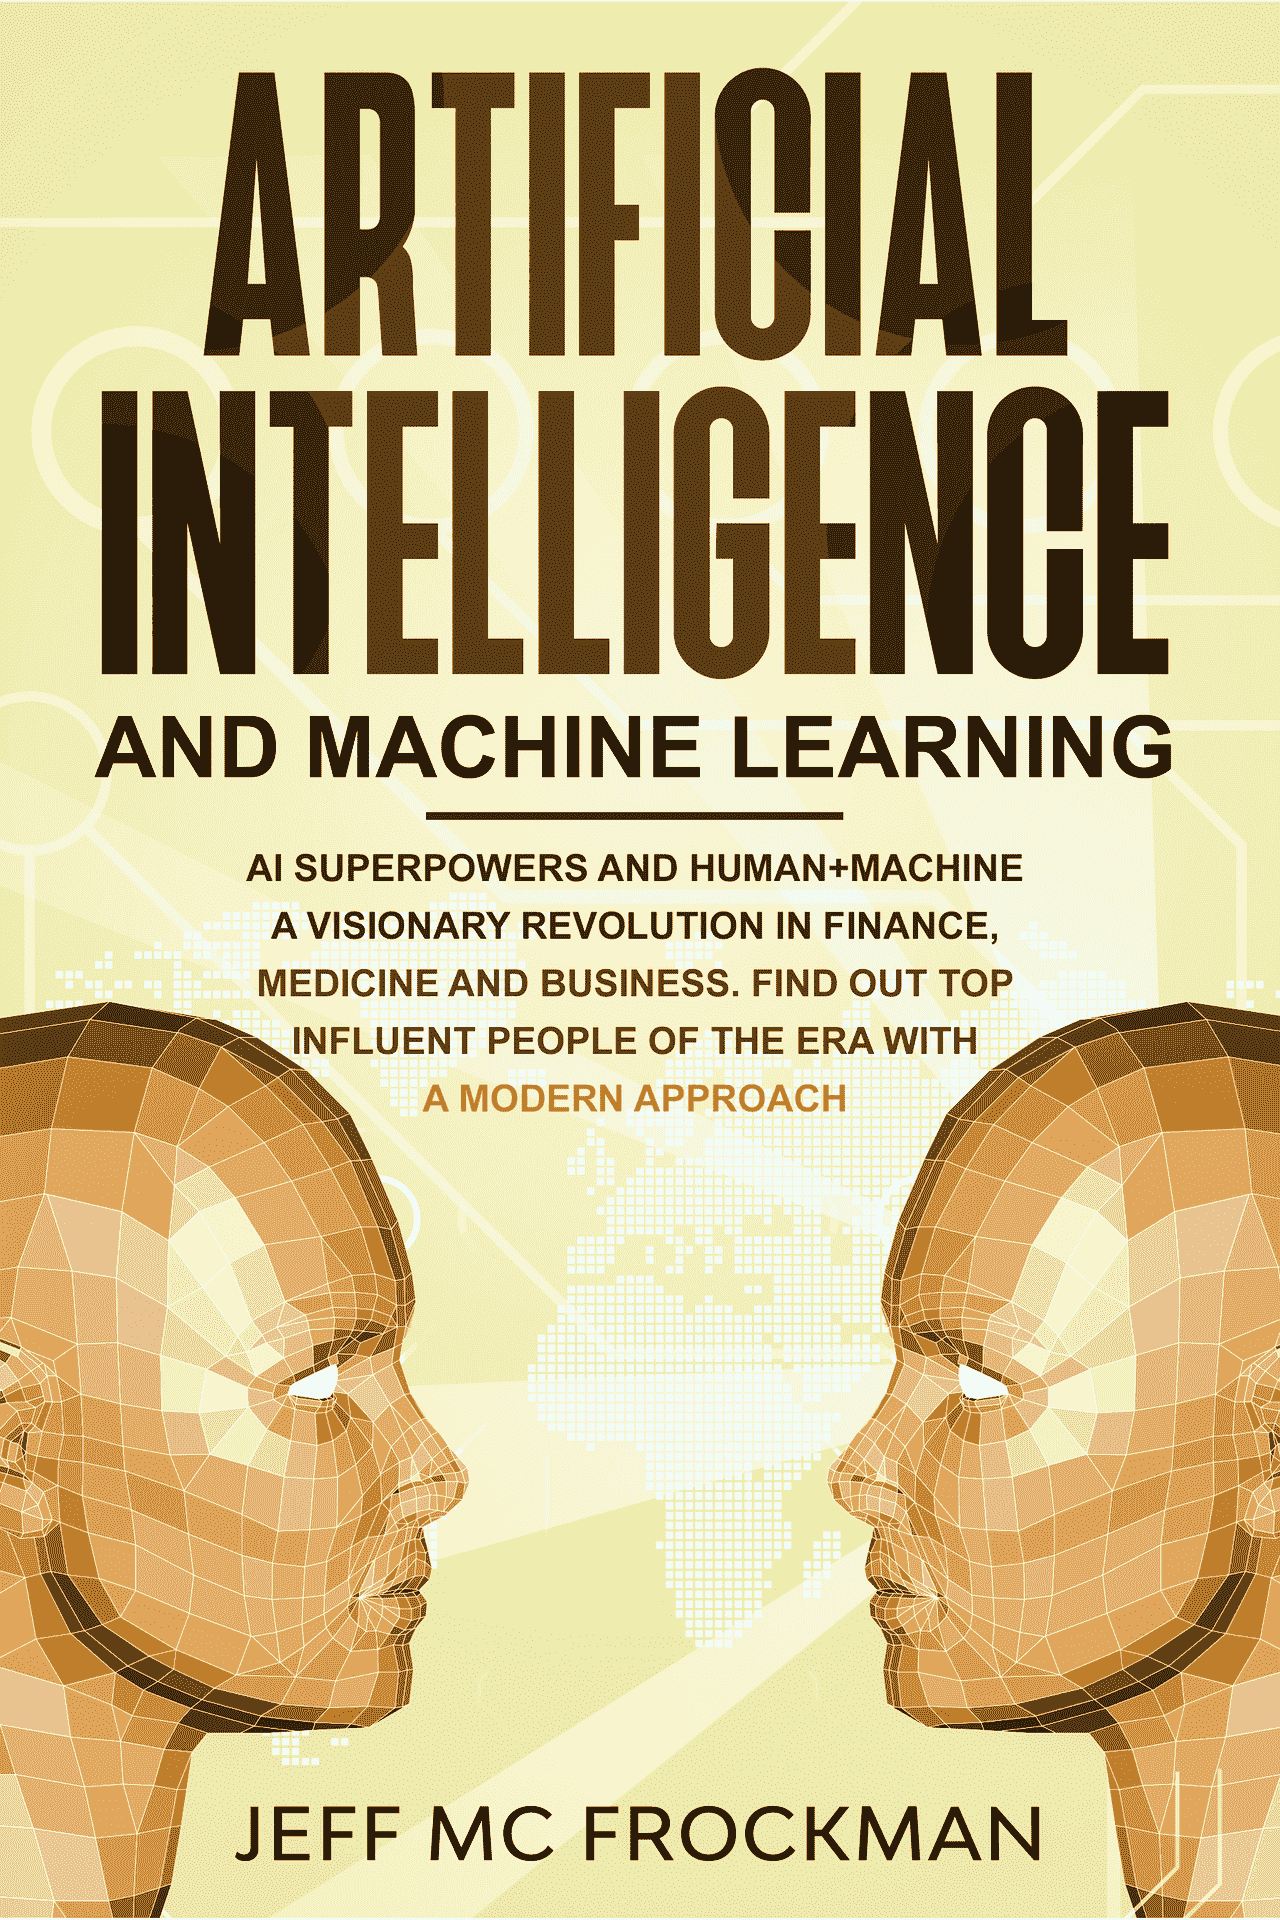 ARTIFICIAL
INTELLIGENCE
AND MACHINE LEARNING
AI SUPERPOWERS AND HUMAN+MACHINE
A VISIONARY REVOLUTION IN FINANCE,
MEDICINE AND BUSINESS. FIND OUT TOP
INFLUENT PEOPLE OF THE ERA WITH
A MODERN APPROACH
JEFF MC FROCKMAN